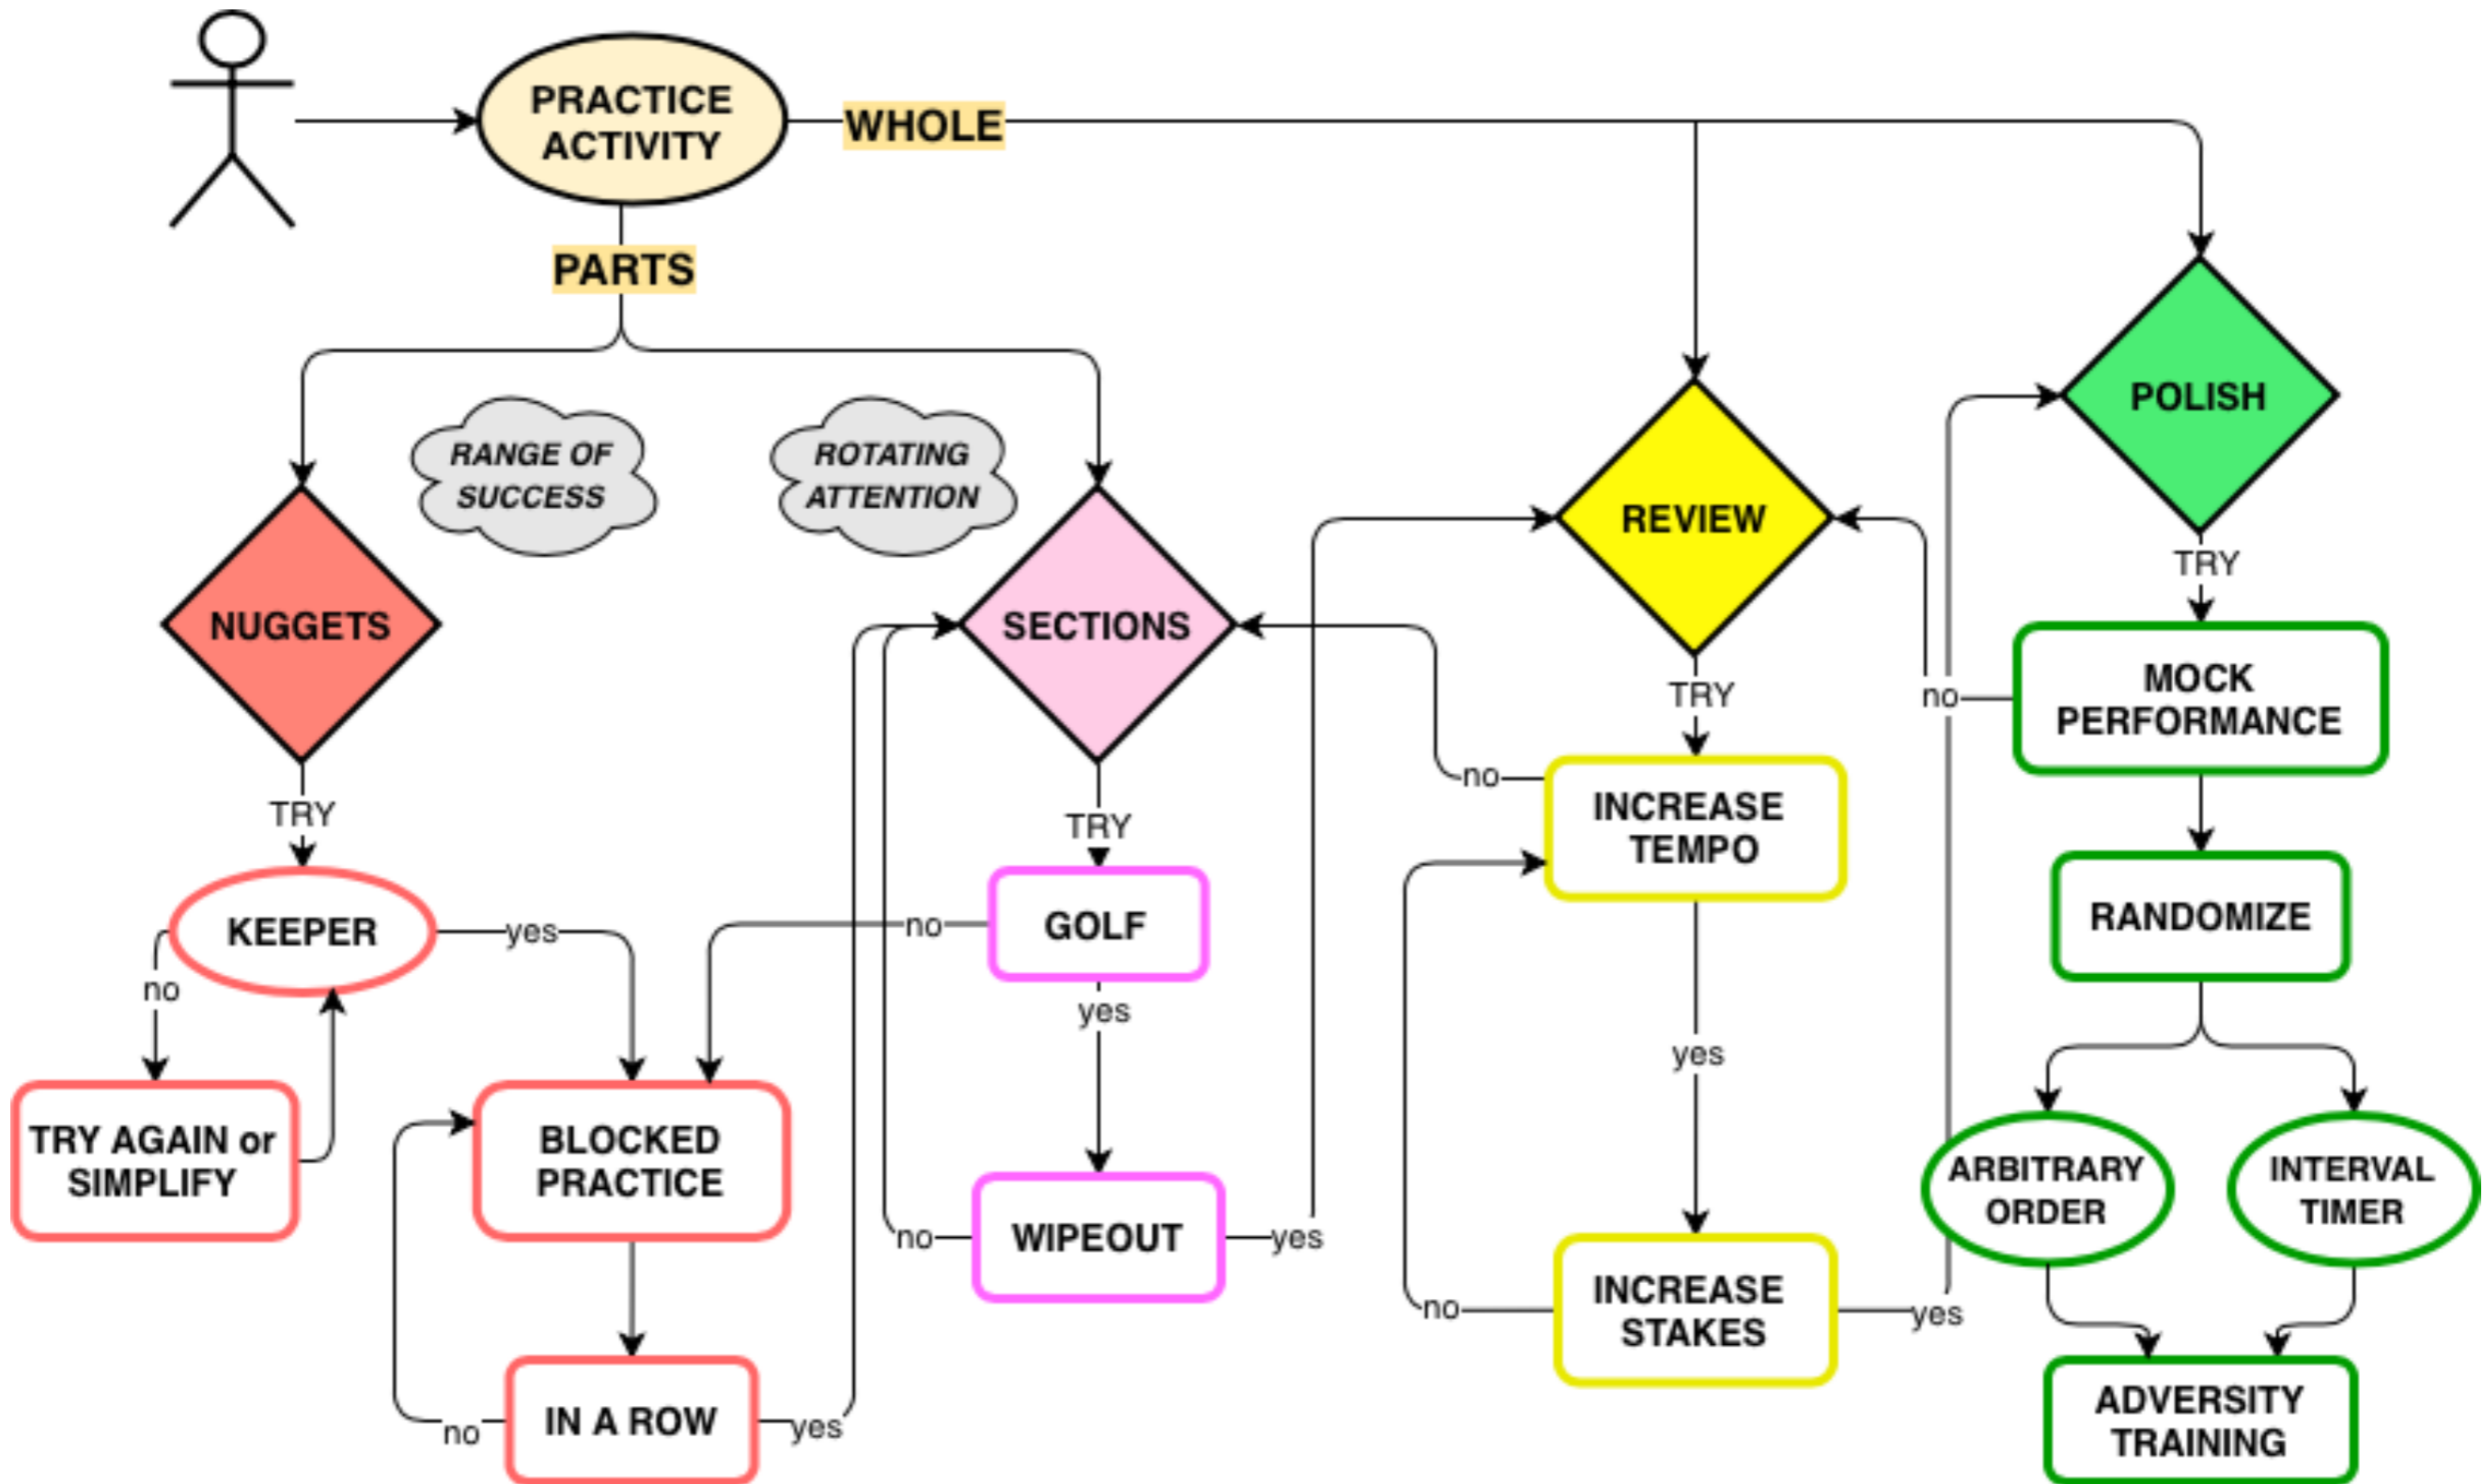 PRACTICE
ACTIVITY
WHOLE
PARTS
RANGE OF
SUCCESS
ROTATING
ATTENTION
NUGGETS
SECTIONS
REVIEW
POLISH
TRY
KEEPER
no
yes
TRY AGAIN or
SIMPLIFY
BLOCKED
PRACTICE
IN A ROW
no
yes
TRY
GOLF
no
yes
WIPEOUT
no
yes
TRY
INCREASE
TEMPO
no
yes
INCREASE
STAKES
no
yes
TRY
MOCK
PERFORMANCE
no
RANDOMIZE
ARBITRARY
ORDER
INTERVAL
TIMER
ADVERSITY
TRAINING